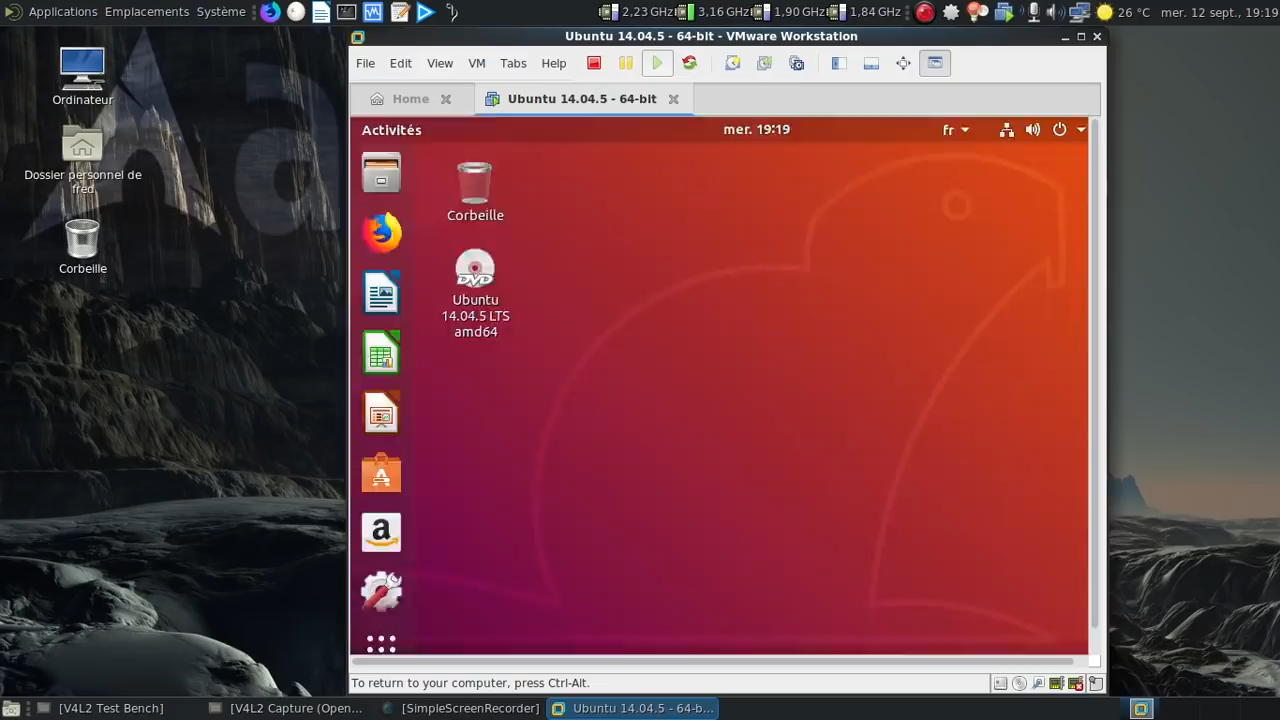 Applications Emplacements Système
2,23 GHz 3,16 GHz 1,90 GHz 1,84 GHz
26 °C mer. 12 sept., 19:19
Ordinateur
Dossier personnel de
fred
Corbeille
Ubuntu 14.04.5 - 64-bit - VMware Workstation
File Edit View VM Tabs Help
Home Ubuntu 14.04.5 - 64-bit
Activités mer. 19:19 fr
Corbeille
DVD
Ubuntu
14.04.5 LTS
amd64
To return to your computer, press Ctrl-Alt.
[V4L2 Test Bench] [V4L2 Capture (Open... [SimpleScreenRecorder] Ubuntu 14.04.5 - 64-b...